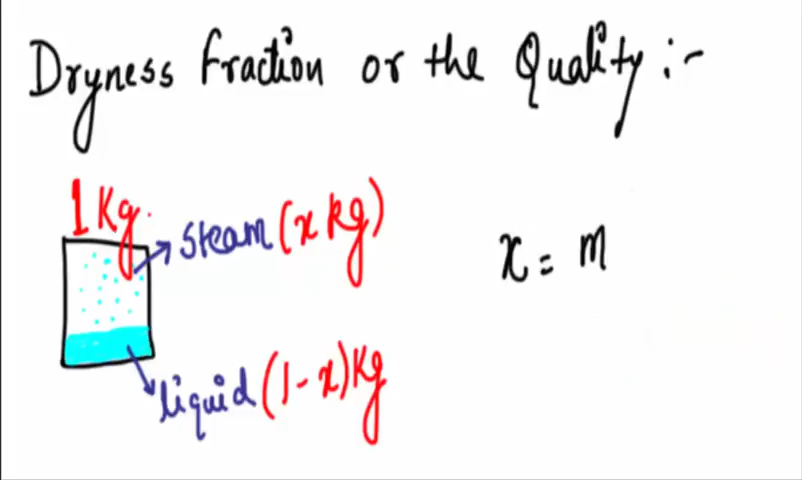 Dryness fraction or the Quality :-
1 Kg.
steam (x kg)
x = m
liquid (1-x) Kg